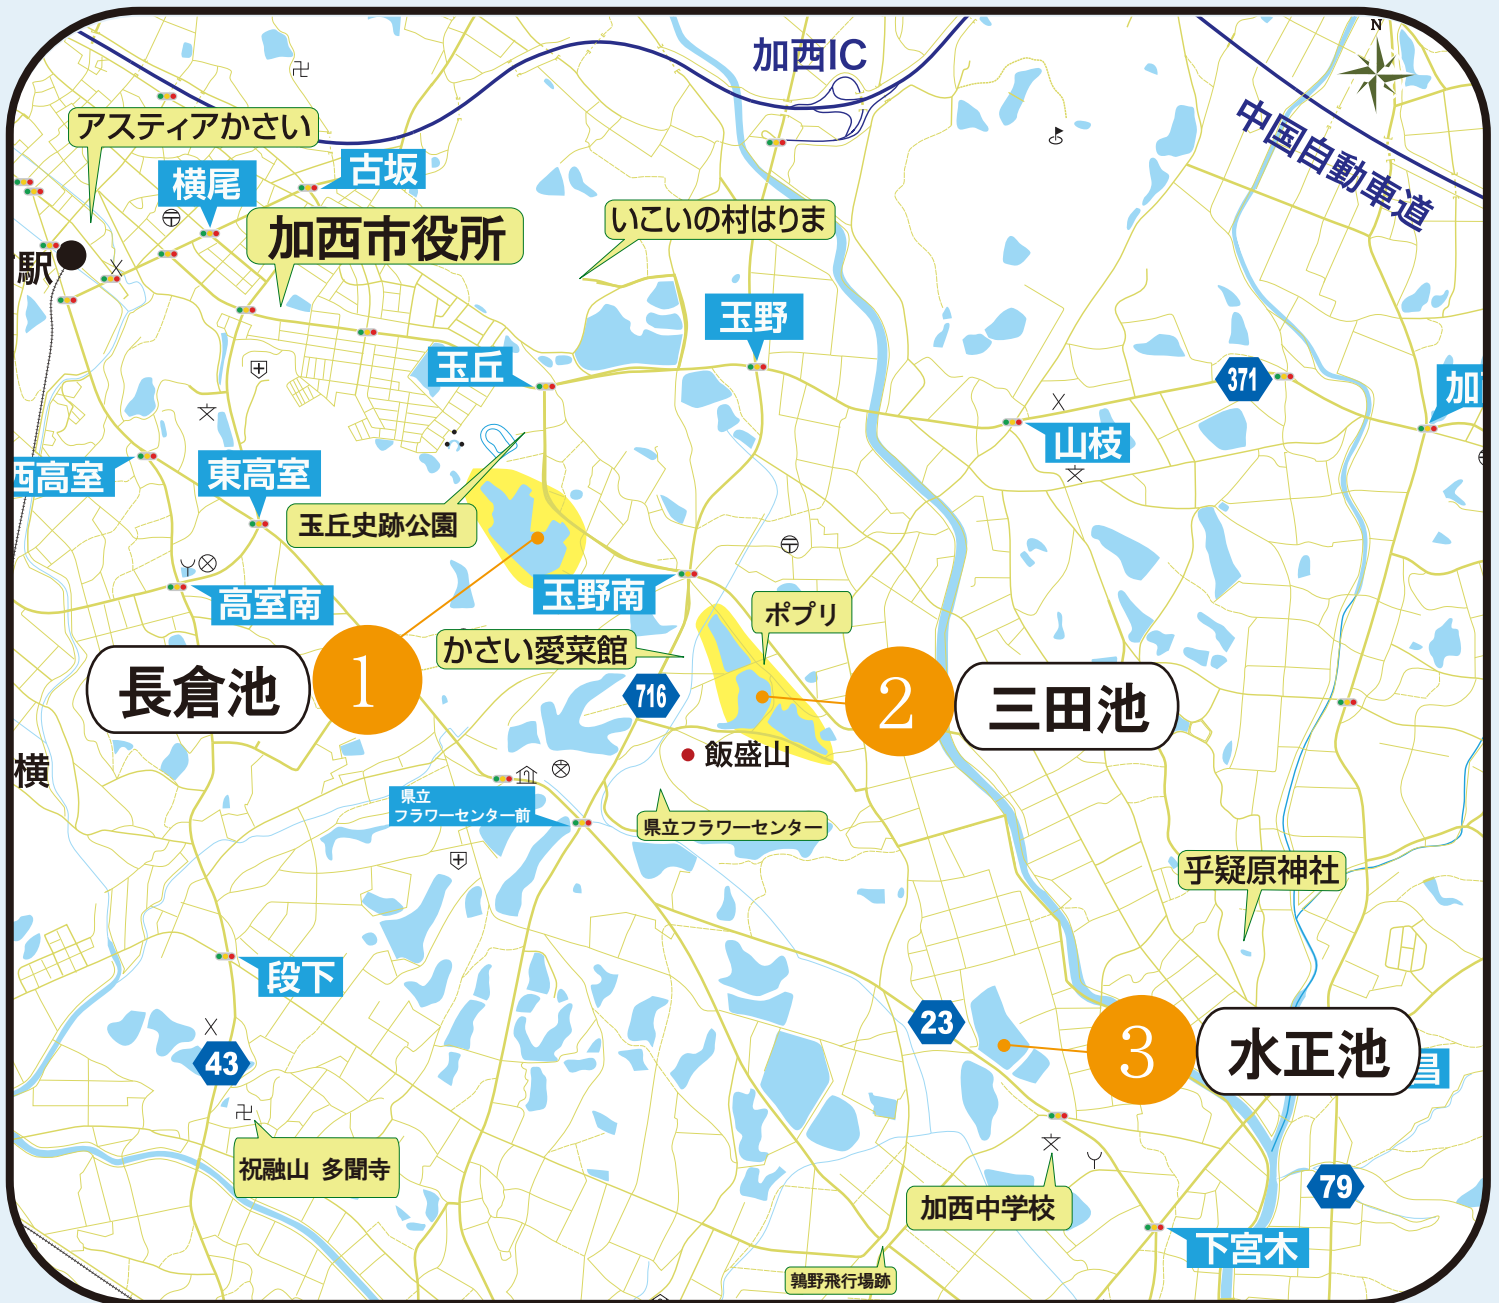 N
加西IC
中国自動車道
アスティアかさい
古坂
横尾
加西市役所
いこいの村はりま
駅
玉野
玉丘
371
加
山枝
西高室
東高室
玉丘史跡公園
高室南
玉野南
ポプリ
かさい愛菜館
長倉池
1
716
2
三田池
飯盛山
横
県立
フラワーセンター前
県立フラワーセンター
乎疑原神社
段下
23
3
水正池
昌
43
祝融山 多聞寺
加西中学校
79
下宮木
鶉野飛行場跡